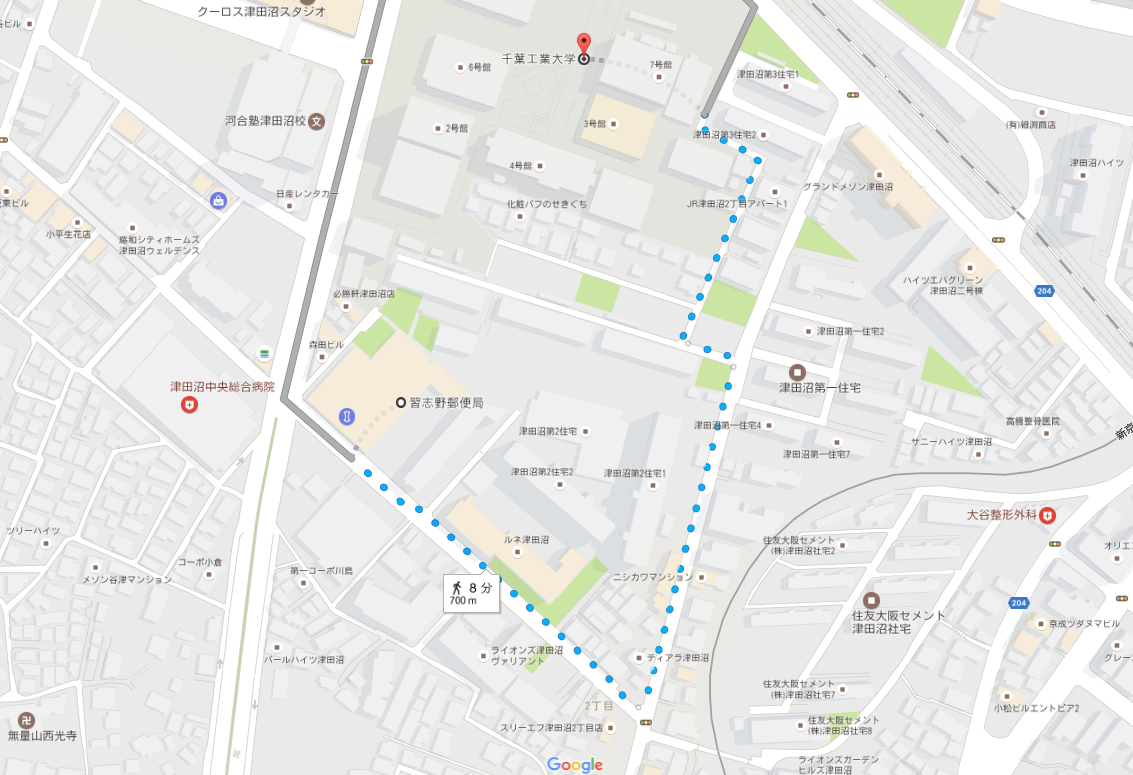 クーロス津田沼スタジオ
千葉工業大学
6号館
7号館
津田沼第3住宅1
河合塾津田沼校
2号館
3号館
津田沼第3住宅2
(有)細渕商店
4号館
津田沼ハイツ
日産レンタカー
グランドメゾン津田沼
化粧パフのせきぐち
JR津田沼2丁目アパート1
小平生花店
藤和シティホームズ
津田沼ウェルデンス
ハイツエバグリーン
津田沼二号棟
204
必勝軒津田沼店
森田ビル
津田沼第一住宅2
津田沼中央総合病院
習志野郵便局
津田沼第一住宅
津田沼第2住宅
津田沼第一住宅4
高橋整骨医院
サニーハイツ津田沼
津田沼第一住宅7
津田沼第2住宅2
津田沼第2住宅1
大谷整形外科
ツリーハイツ
ルネ津田沼
住友大阪セメント
(株)津田沼社宅2
コーポ小倉
メゾン谷津マンション
第一コーポ川島
8 分
700 m
ニシカワマンション
204
住友大阪セメント
津田沼社宅
京成ツダヌマビル
パールハイツ津田沼
ライオンズ津田沼
ヴァリアント
ティアラ津田沼
住友大阪セメント
(株)津田沼社宅7
2丁目
小松ビルエントピア2
無量山西光寺
スリーエフ津田沼2丁目店
住友大阪セメント
(株)津田沼社宅8
ライオンズガーデン
ヒルズ津田沼
Google